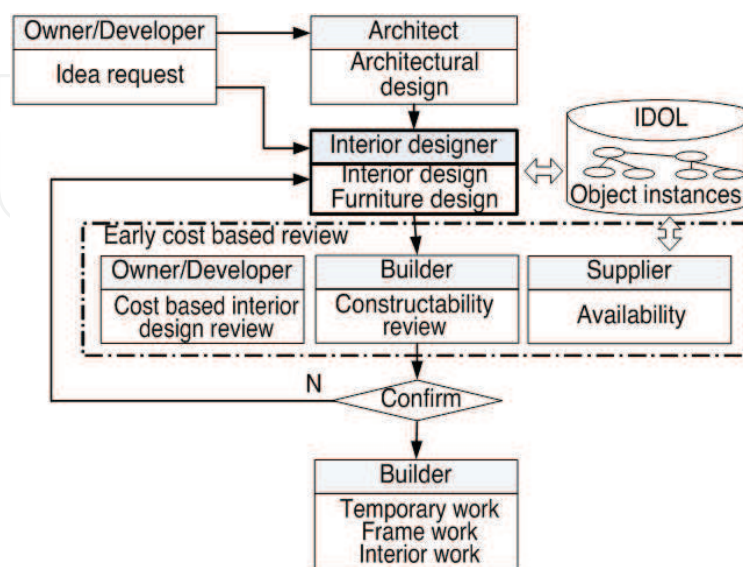 Owner/Developer
Idea request
Architect
Architectural
design
Interior designer
Interior design
Furniture design
IDOL
Object instances
Early cost based review
Owner/Developer
Cost based interior
design review
Builder
Constructability
review
Supplier
Availability
N
Confirm
Builder
Temporary work
Frame work
Interior work